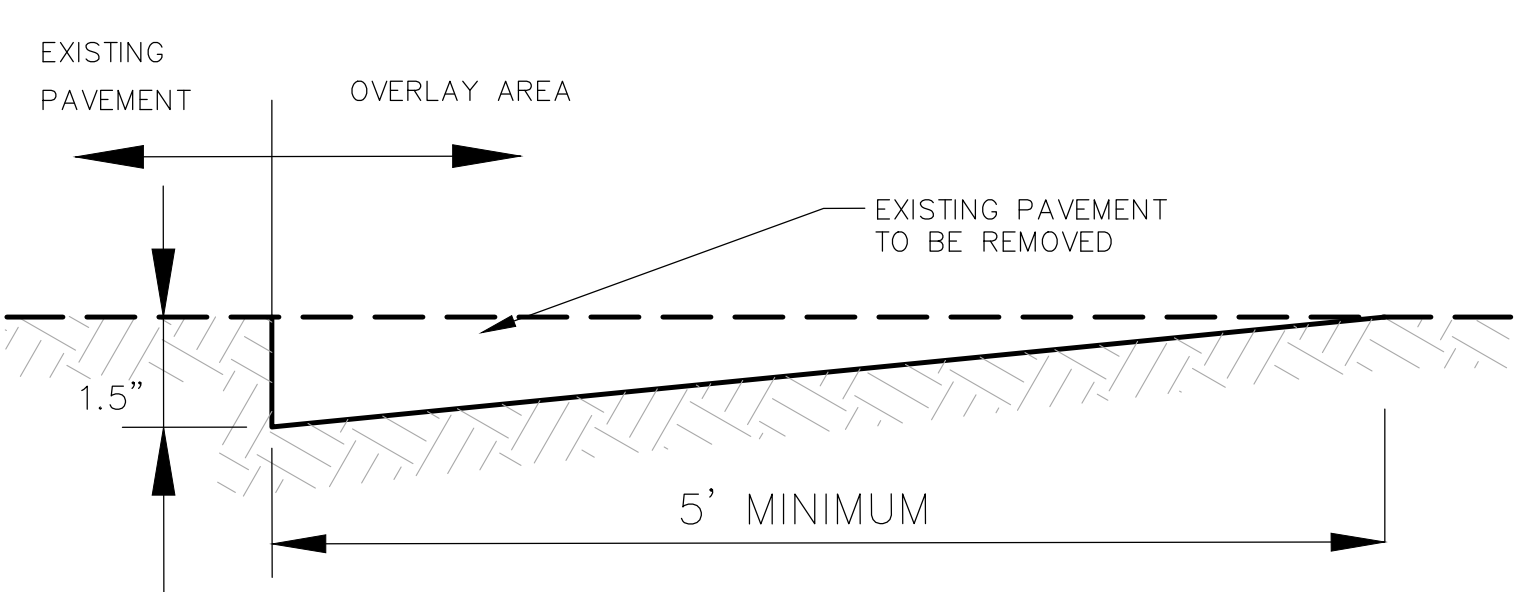 EXISTING
PAVEMENT
OVERLAY AREA
EXISTING PAVEMENT
TO BE REMOVED
1.5”
5’ MINIMUM